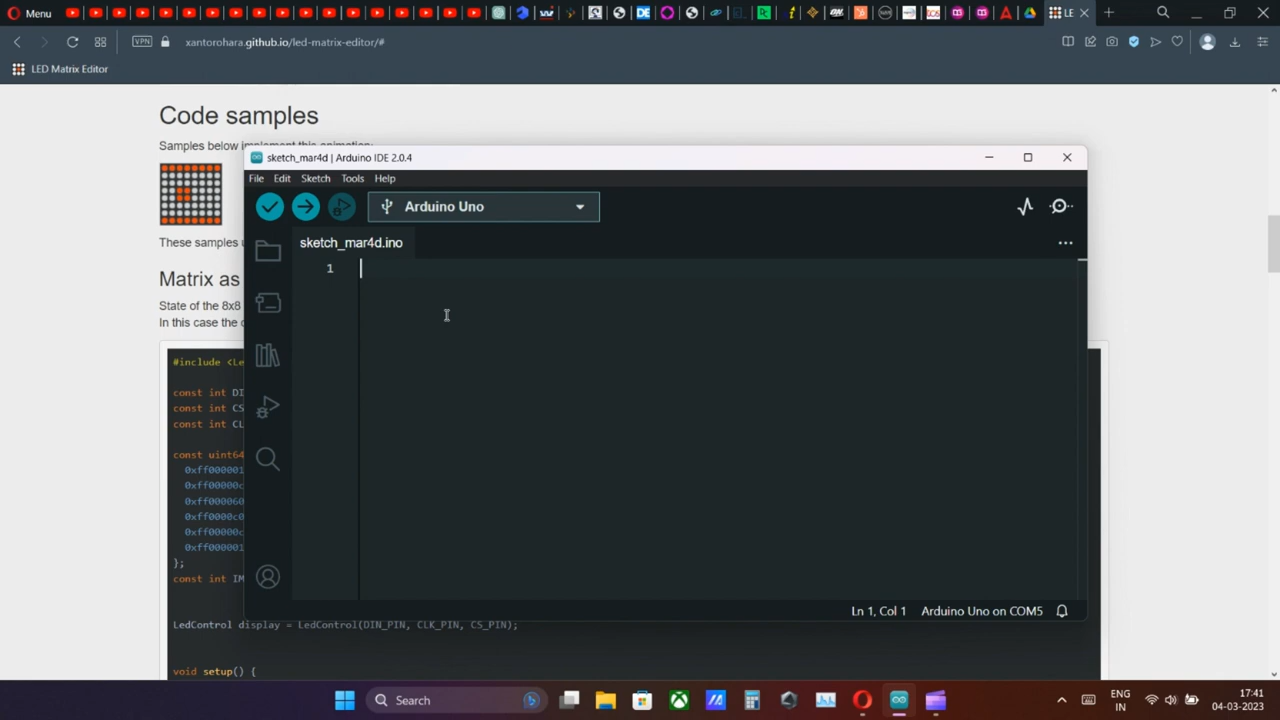 Menu
LE
VPN
xantorohara.github.io/led-matrix-editor/#
LED Matrix Editor
Code samples
Samples below implement this animation:
These samples u
Matrix as
State of the 8x8
In this case the
#include <Le
const int DI
const int CS
const int CL
const uint64
0xff000001
0xff00000c
0xff000060
0xff0000c0
0xff00000c
0xff000001
};
const int IM
LedControl display = LedControl(DIN_PIN, CLK_PIN, CS_PIN);
void setup() {
sketch_mar4d | Arduino IDE 2.0.4
File Edit Sketch Tools Help
Arduino Uno
sketch_mar4d.ino
1
Ln 1, Col 1 Arduino Uno on COM5
Search
ENG
IN
17:41
04-03-2023